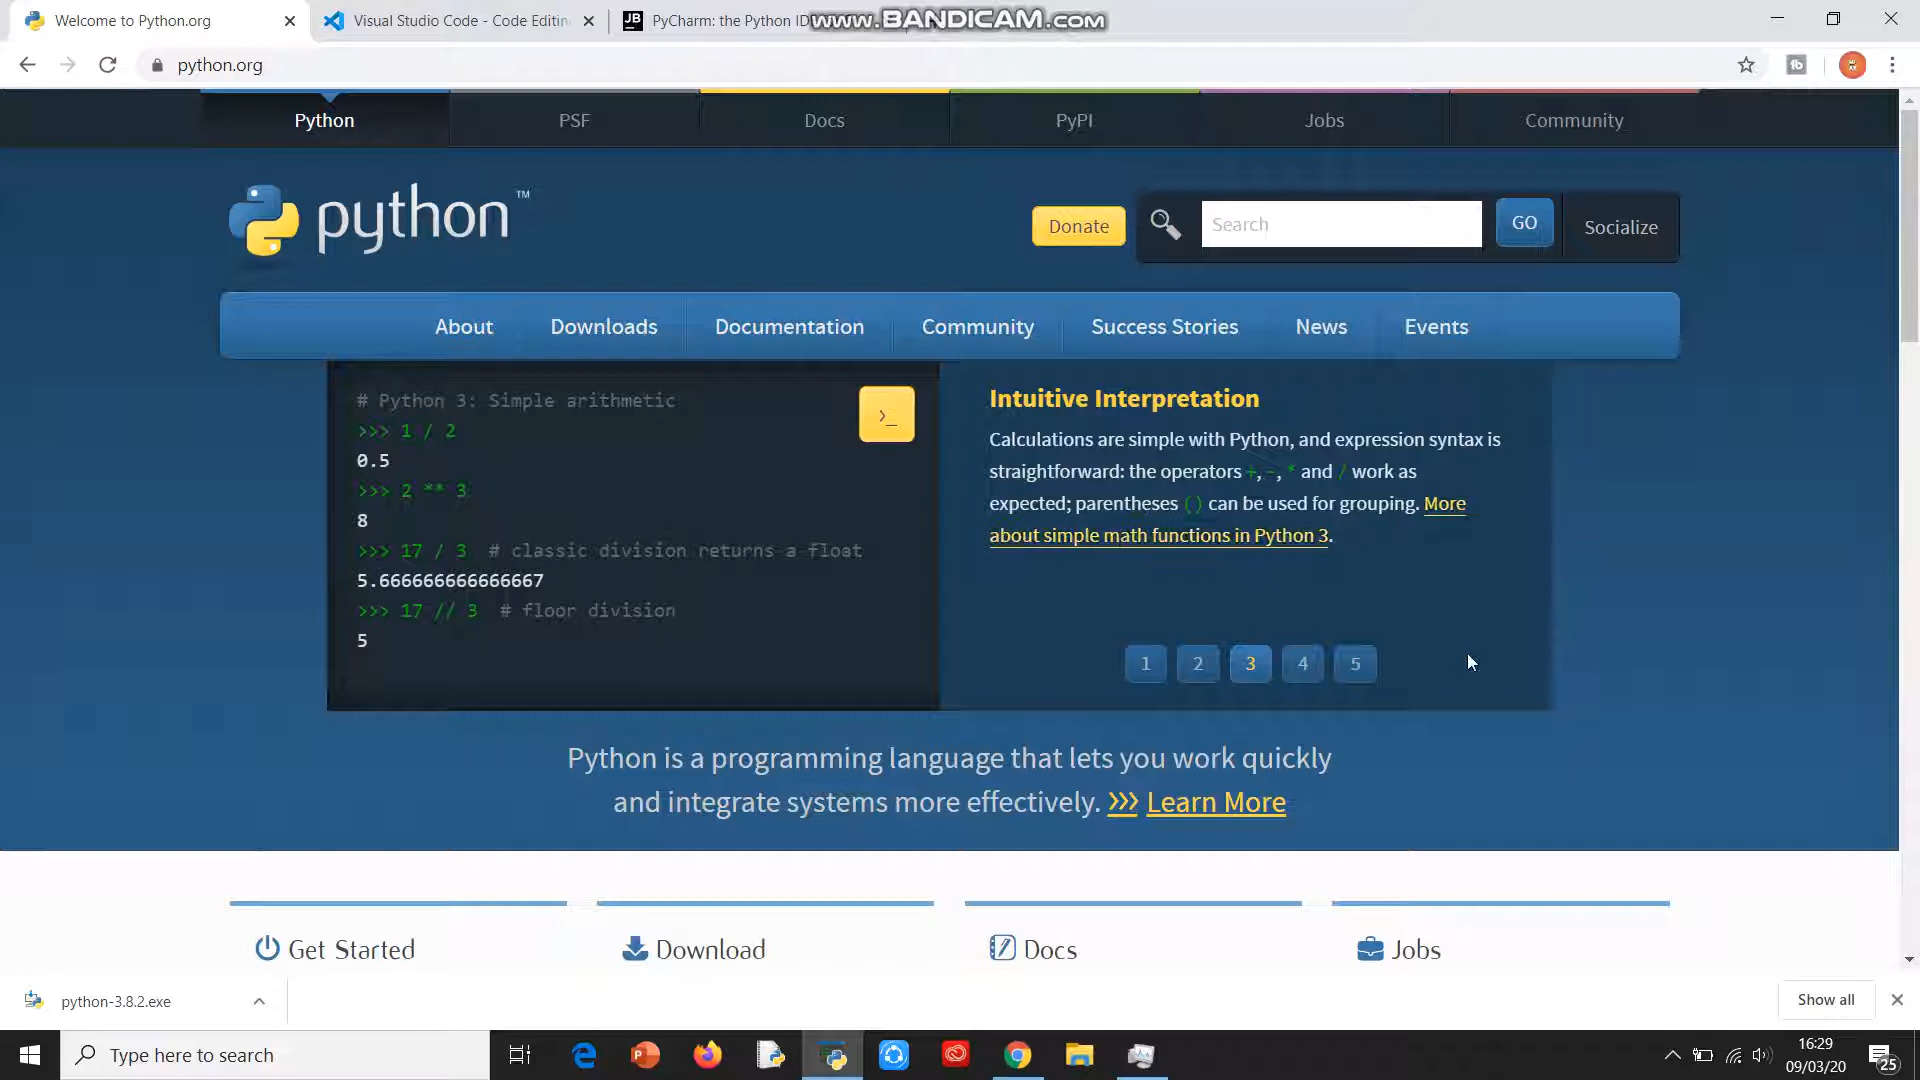 Welcome to Python.org
Visual Studio Code - Code Editin
JB
PyCharm: the Python ID
www.BANDICAM.com
python.org
Python
PSF
Docs
PyPI
Jobs
Community
python™
Donate
Search
GO
Socialize
About
Downloads
Documentation
Community
Success Stories
News
Events
# Python 3: Simple arithmetic
>>> 1 / 2
0.5
>>> 2 ** 3
8
>>> 17 / 3  # classic division returns a float
5.666666666666667
>>> 17 // 3  # floor division
5
>_
Intuitive Interpretation
Calculations are simple with Python, and expression syntax is
straightforward: the operators +, -, * and / work as
expected; parentheses () can be used for grouping. More
about simple math functions in Python 3.
1
2
3
4
5
Python is a programming language that lets you work quickly
and integrate systems more effectively. >>> Learn More
Get Started
Download
Docs
Jobs
python-3.8.2.exe
Show all
Type here to search
16:29
09/03/20
25